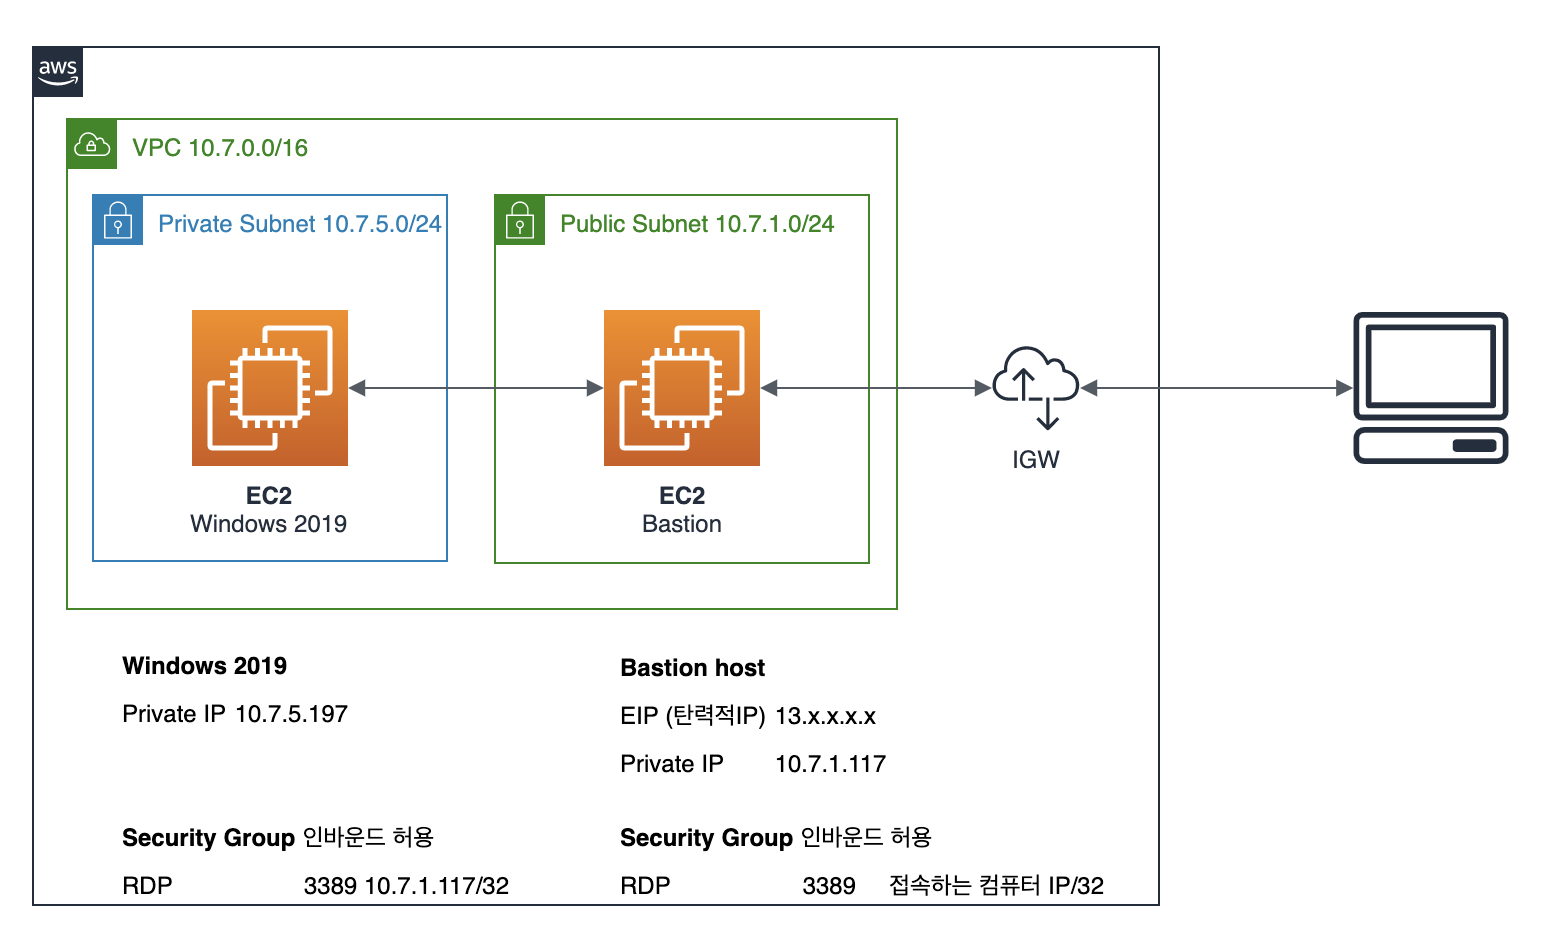 aws
VPC 10.7.0.0/16
Private Subnet 10.7.5.0/24
Public Subnet 10.7.1.0/24
EC2
Windows 2019
EC2
Bastion
IGW
Windows 2019
Private IP 10.7.5.197
Bastion host
EIP (탄력적IP) 13.x.x.x.x
Private IP 10.7.1.117
Security Group 인바운드 허용
RDP 3389 10.7.1.117/32
Security Group 인바운드 허용
RDP 3389 접속하는 컴퓨터 IP/32